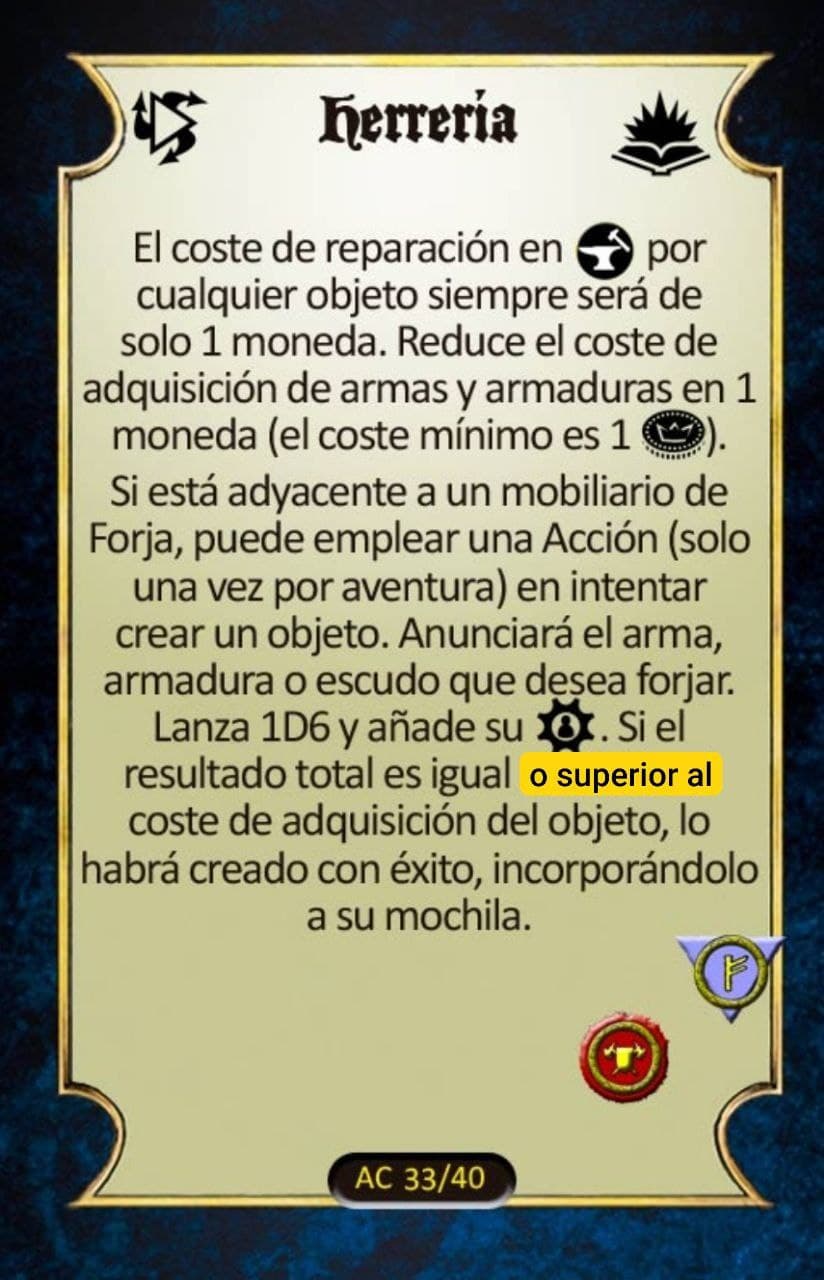 Herrería
El coste de reparación en por
cualquier objeto siempre será de
solo 1 moneda. Reduce el coste de
adquisición de armas y armaduras en 1
moneda (el coste mínimo es 1 ).
Si está adyacente a un mobiliario de
Forja, puede emplear una Acción (solo
una vez por aventura) en intentar
crear un objeto. Anunciará el arma,
armadura o escudo que desea forjar.
Lanza 1D6 y añade su . Si el
resultado total es igual o superior al
coste de adquisición del objeto, lo
habrá creado con éxito, incorporándolo
a su mochila.
AC 33/40